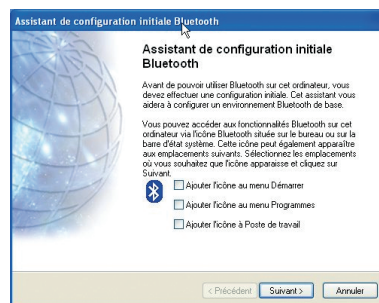 Assistant de configuration initiale Bluetooth
Assistant de configuration initiale
Bluetooth
Avant de pouvoir utiliser Bluetooth sur cet ordinateur, vous
devez effectuer une configuration initiale. Cet assistant vous
aidera à configurer un environnement Bluetooth de base.
Vous pouvez accéder aux fonctionnalités Bluetooth sur cet
ordinateur via l'icône Bluetooth située sur le bureau ou sur la
barre d'état système. Cette icône peut également apparaître
aux emplacements suivants. Sélectionnez les emplacements
où vous souhaitez que l'icône apparaisse et cliquez sur
Suivant.
Ajouter l'icône au menu Démarrer
Ajouter l'icône au menu Programmes
Ajouter l'icône à Poste de travail
< Précédent Suivant > Annuler